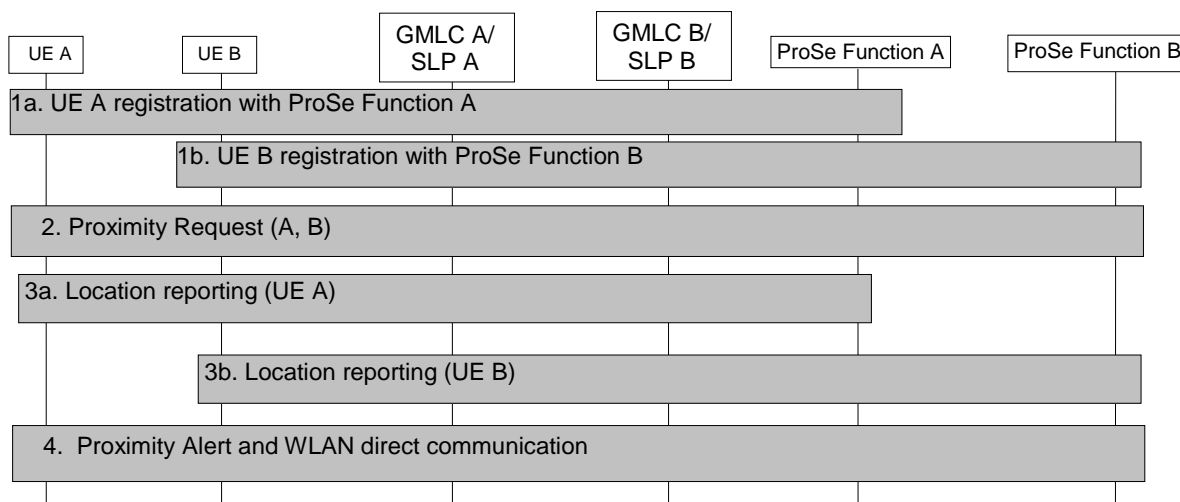 UE A
UE B
GMLC A/
SLP A
GMLC B/
SLP B
ProSe Function A
ProSe Function B
1a. UE A registration with ProSe Function A
1b. UE B registration with ProSe Function B
2. Proximity Request (A, B)
3a. Location reporting (UE A)
3b. Location reporting (UE B)
4. Proximity Alert and WLAN direct communication